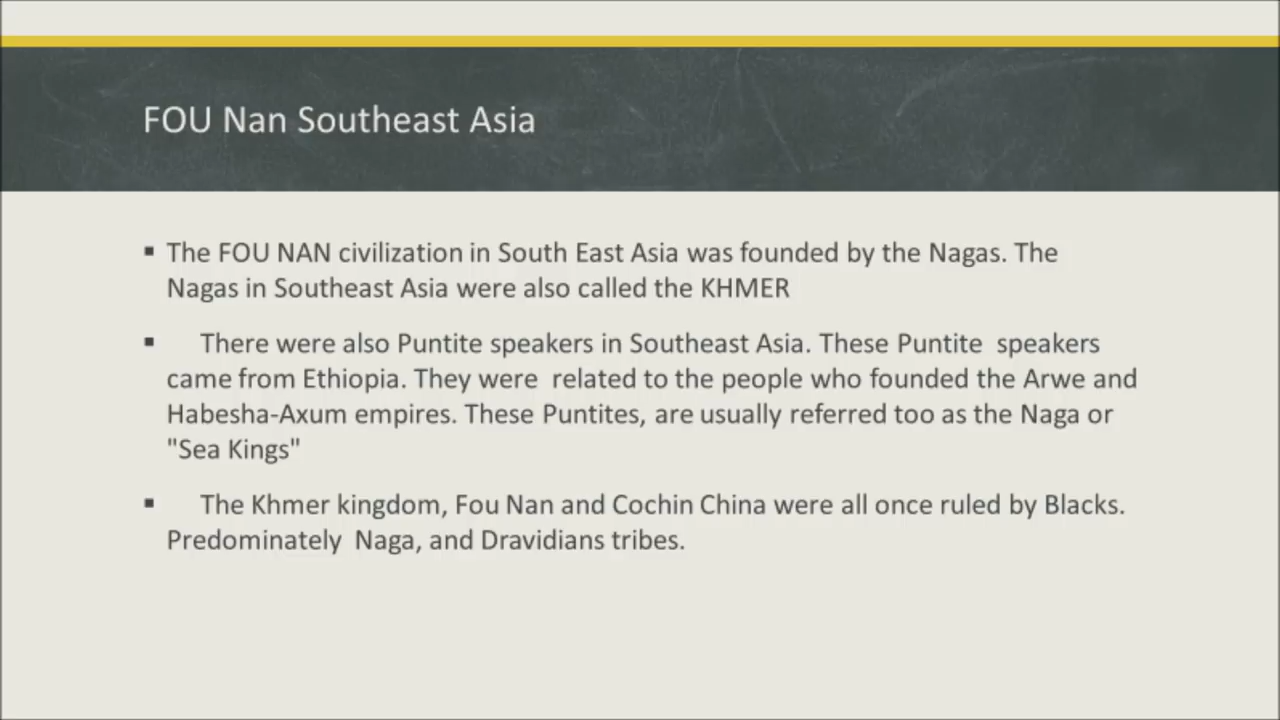 FOU Nan Southeast Asia
▪ The FOU NAN civilization in South East Asia was founded by the Nagas. The
Nagas in Southeast Asia were also called the KHMER
▪ There were also Puntite speakers in Southeast Asia. These Puntite  speakers
came from Ethiopia. They were  related to the people who founded the Arwe and
Habesha-Axum empires. These Puntites, are usually referred too as the Naga or
"Sea Kings"
▪ The Khmer kingdom, Fou Nan and Cochin China were all once ruled by Blacks.
Predominately  Naga, and Dravidians tribes.